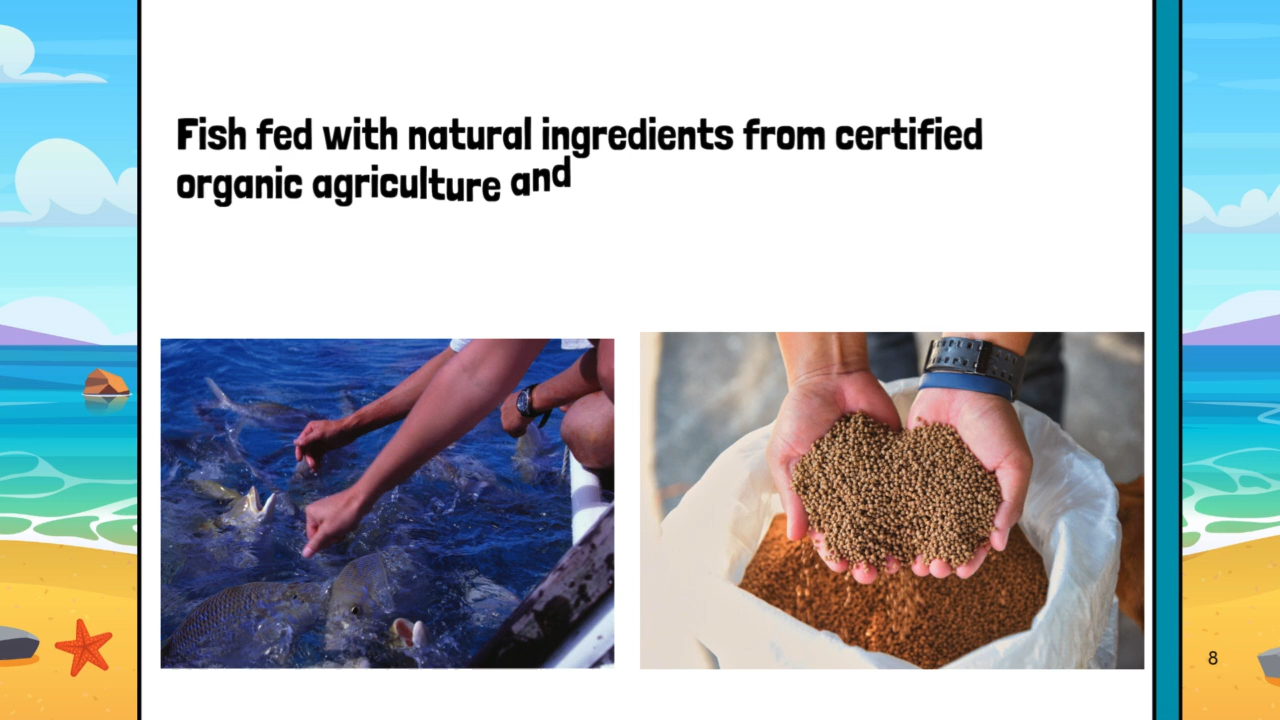 Fish fed with natural ingredients from certified
organic agriculture and
8